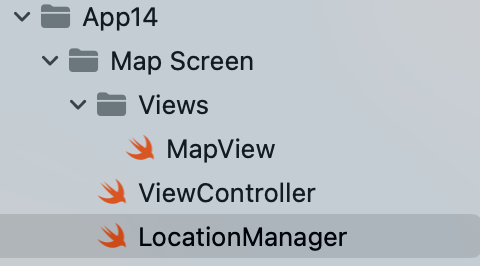 App14
Map Screen
Views
MapView
ViewController
LocationManager